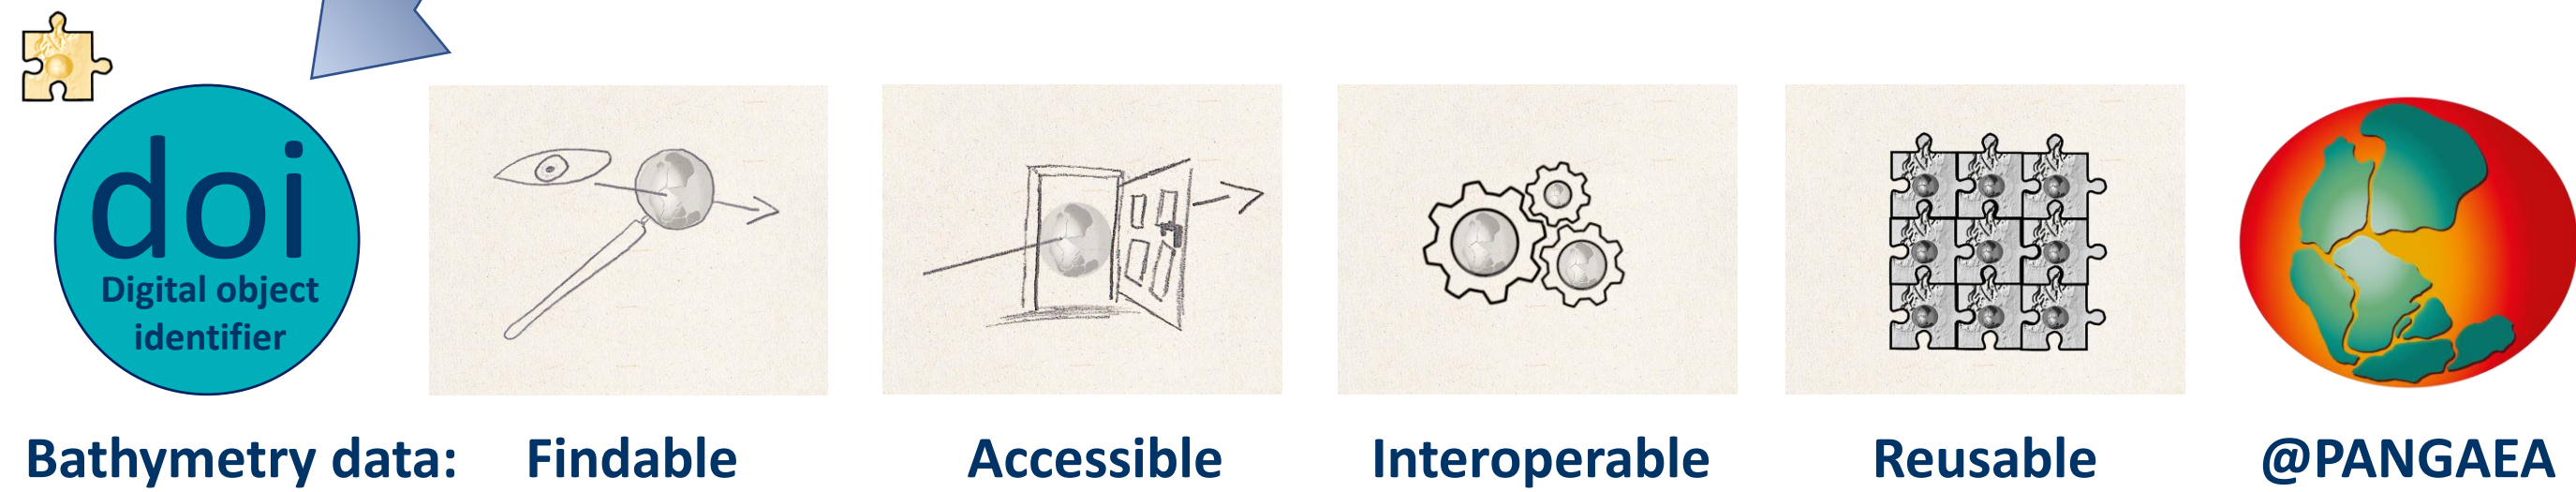 doi
Digital object
identifier
Bathymetry data: Findable Accessible Interoperable Reusable @PANGAEA